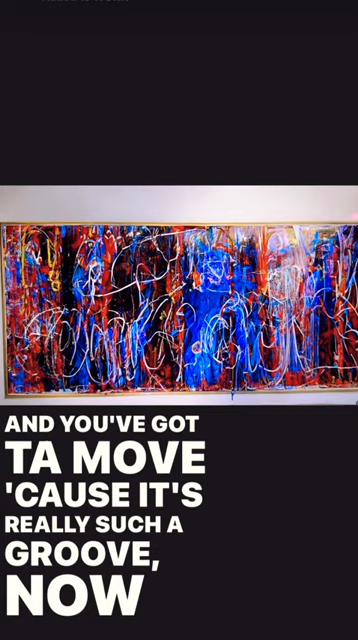 AND YOU'VE GOT
TA MOVE
'CAUSE IT'S
REALLY SUCH A
GROOVE,
NOW